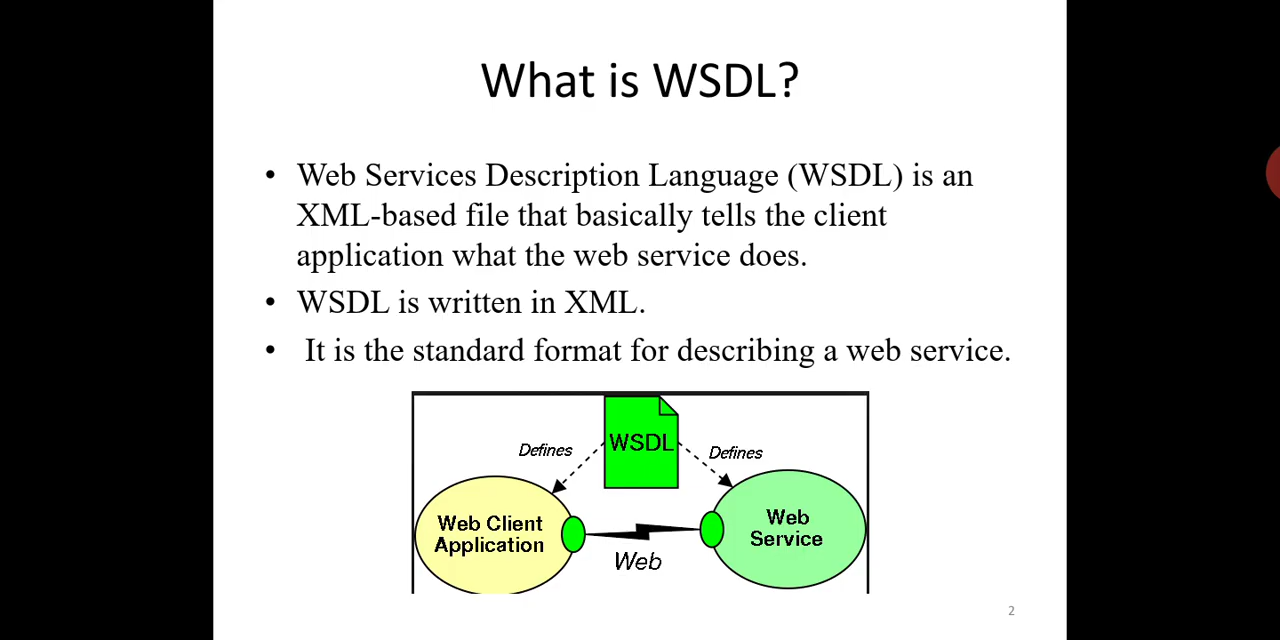 What is WSDL?
• Web Services Description Language (WSDL) is an
XML-based file that basically tells the client
application what the web service does.
• WSDL is written in XML.
• It is the standard format for describing a web service.
WSDL
Defines
Defines
Web Client
Application
Web
Service
Web
2